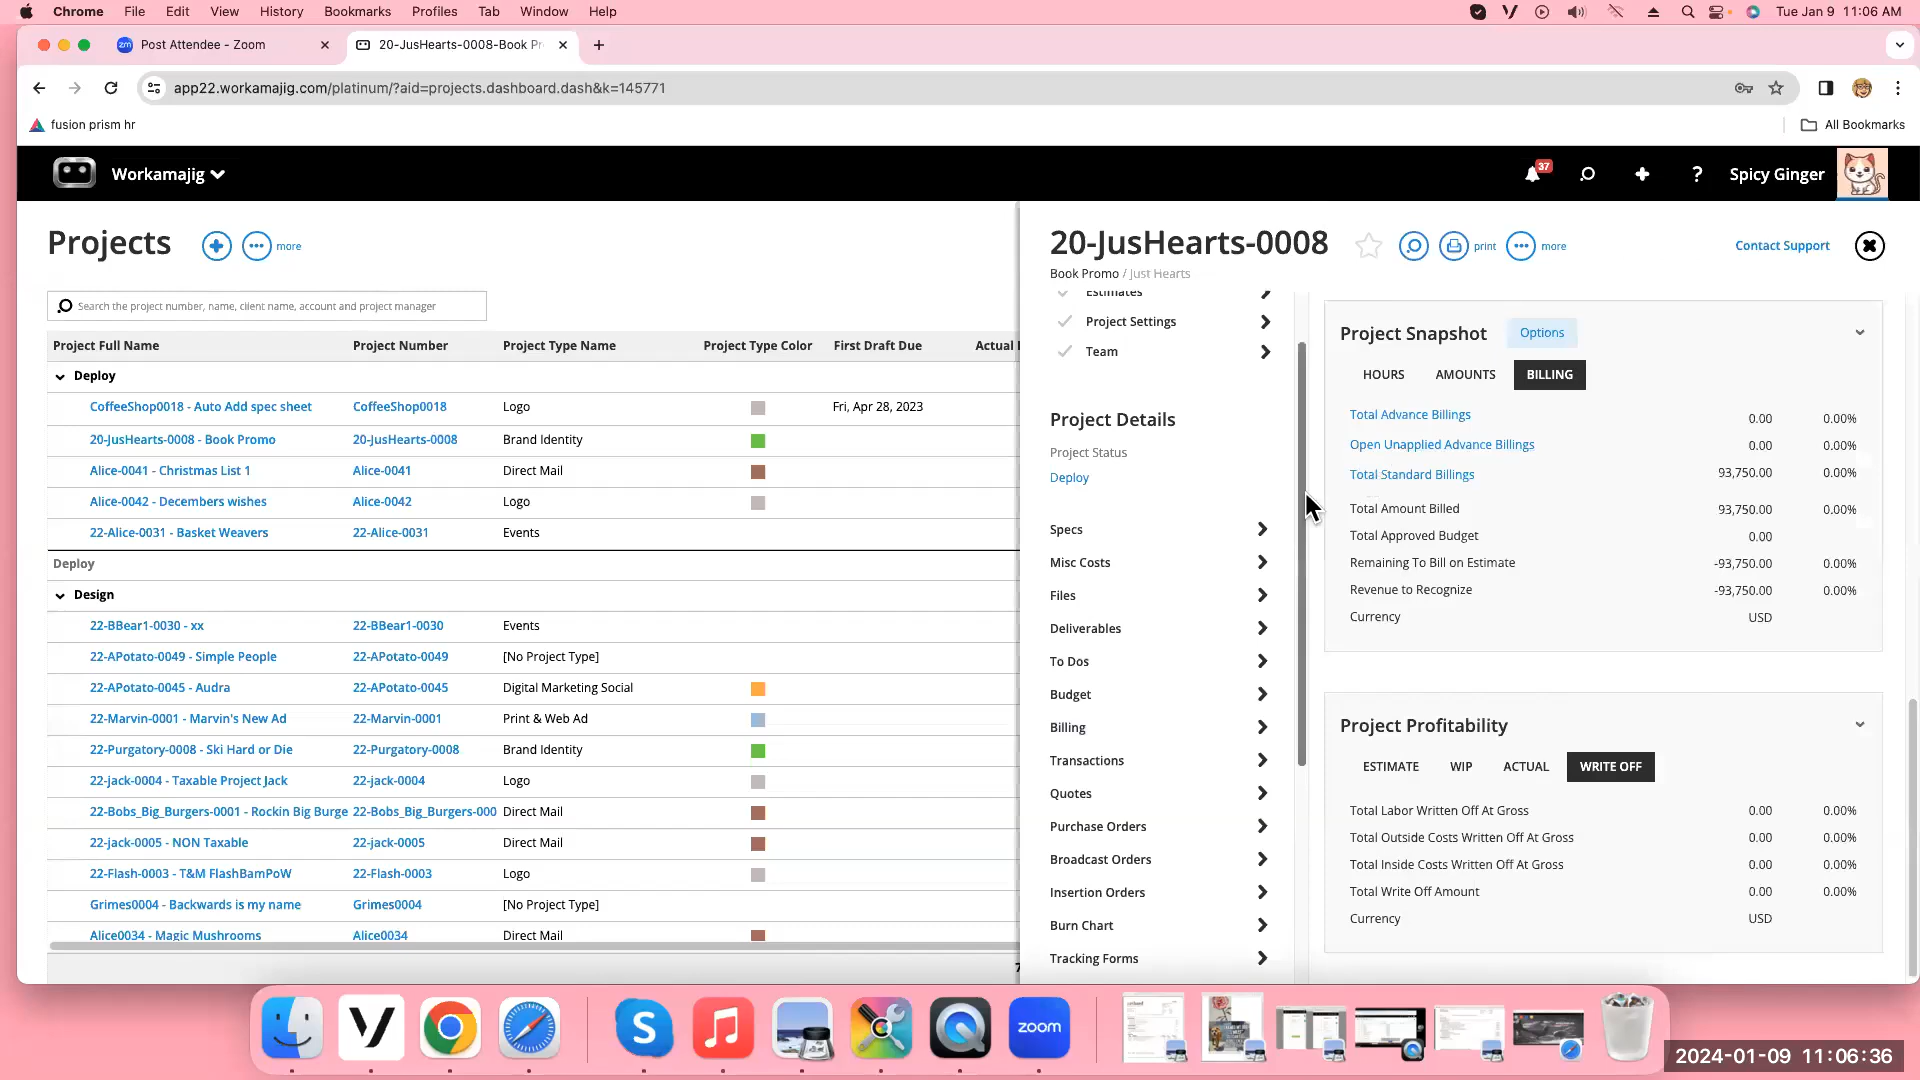 Chrome File Edit View History Bookmarks Profiles Tab Window Help Tue Jan 9 11:06 AM
zm Post Attendee - Zoom 20-JusHearts-0008-Book Pr
app22.workamajig.com/platinum/?aid=projects.dashboard.dash&k=145771
fusion prism hr All Bookmarks
Workamajig 37 ? Spicy Ginger
Projects more
Search the project number, name, client name, account and project manager
Project Full Name Project Number Project Type Name Project Type Color First Draft Due Actual
Deploy
CoffeeShop0018 - Auto Add spec sheet CoffeeShop0018 Logo Fri, Apr 28, 2023
20-JusHearts-0008 - Book Promo 20-JusHearts-0008 Brand Identity
Alice-0041 - Christmas List 1 Alice-0041 Direct Mail
Alice-0042 - Decembers wishes Alice-0042 Logo
22-Alice-0031 - Basket Weavers 22-Alice-0031 Events
Deploy
Design
22-BBear1-0030 - xx 22-BBear1-0030 Events
22-APotato-0049 - Simple People 22-APotato-0049 [No Project Type]
22-APotato-0045 - Audra 22-APotato-0045 Digital Marketing Social
22-Marvin-0001 - Marvin's New Ad 22-Marvin-0001 Print & Web Ad
22-Purgatory-0008 - Ski Hard or Die 22-Purgatory-0008 Brand Identity
22-jack-0004 - Taxable Project Jack 22-jack-0004 Logo
22-Bobs_Big_Burgers-0001 - Rockin Big Burge 22-Bobs_Big_Burgers-000 Direct Mail
22-jack-0005 - NON Taxable 22-jack-0005 Direct Mail
22-Flash-0003 - T&M FlashBamPoW 22-Flash-0003 Logo
Grimes0004 - Backwards is my name Grimes0004 [No Project Type]
Alice0034 - Magic Mushrooms Alice0034 Direct Mail
7
20-JusHearts-0008 print more Contact Support
Book Promo / Just Hearts
Estimates
Project Settings
Team
Project Details
Project Status
Deploy
Specs
Misc Costs
Files
Deliverables
To Dos
Budget
Billing
Transactions
Quotes
Purchase Orders
Broadcast Orders
Insertion Orders
Burn Chart
Tracking Forms
Project Snapshot Options
HOURS AMOUNTS BILLING
Total Advance Billings 0.00 0.00%
Open Unapplied Advance Billings 0.00 0.00%
Total Standard Billings 93,750.00 0.00%
Total Amount Billed 93,750.00 0.00%
Total Approved Budget 0.00
Remaining To Bill on Estimate -93,750.00 0.00%
Revenue to Recognize -93,750.00 0.00%
Currency USD
Project Profitability
ESTIMATE WIP ACTUAL WRITE OFF
Total Labor Written Off At Gross 0.00 0.00%
Total Outside Costs Written Off At Gross 0.00 0.00%
Total Inside Costs Written Off At Gross 0.00 0.00%
Total Write Off Amount 0.00 0.00%
Currency USD
zoom
2024-01-09 11:06:36